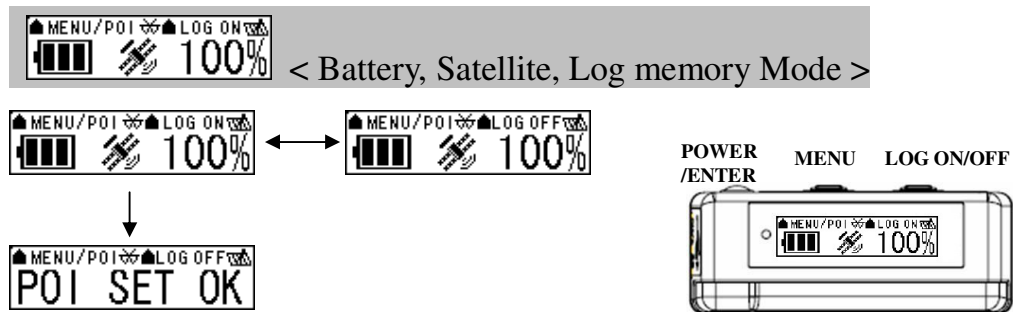 MENU/POI LOG ON
100% < Battery, Satellite, Log memory Mode >
MENU/POI LOG ON
100%
MENU/POI LOG OFF
100%
MENU/POI LOG OFF
POI SET OK
POWER
/ENTER
MENU
LOG ON/OFF
MENU/POI LOG ON
100%